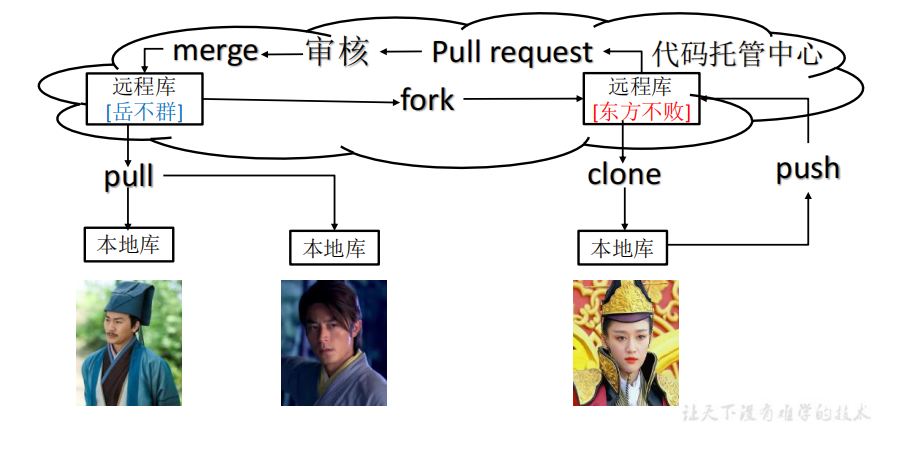 merge
审核
Pull request
代码托管中心
远程库
[岳不群]
fork
远程库
[东方不败]
pull
clone
push
本地库
本地库
本地库
让天下没有难学的技术